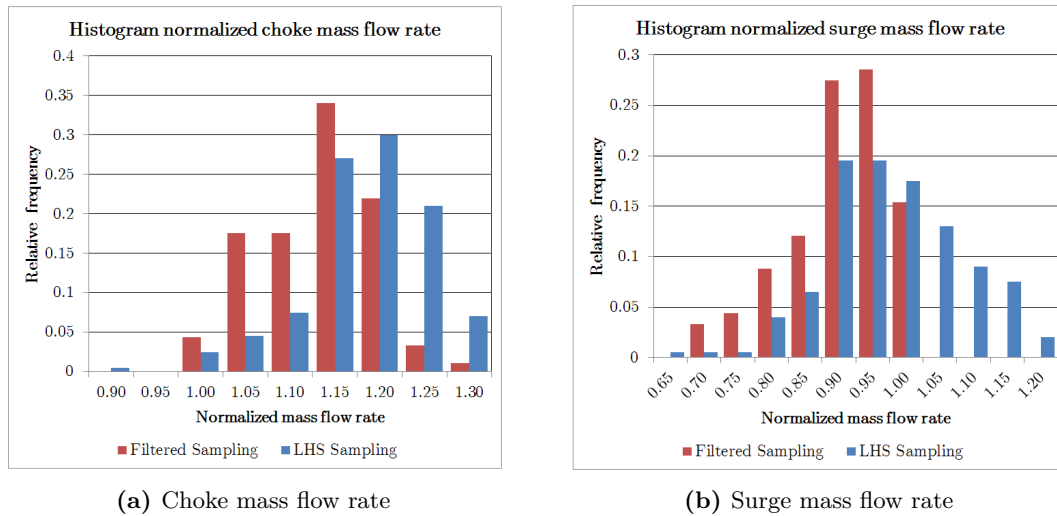 Histogram normalized choke mass flow rate
0.4
0.35
0.3
0.25
0.2
0.15
0.1
0.05
0
Relative frequency
0.90 0.95 1.00 1.05 1.10 1.15 1.20 1.25 1.30
Normalized mass flow rate
Filtered Sampling LHS Sampling
(a) Choke mass flow rate
Histogram normalized surge mass flow rate
0.3
0.25
0.2
0.15
0.1
0.05
0
Relative frequency
0.65 0.70 0.75 0.80 0.85 0.90 0.95 1.00 1.05 1.10 1.15 1.20
Normalized mass flow rate
Filtered Sampling LHS Sampling
(b) Surge mass flow rate